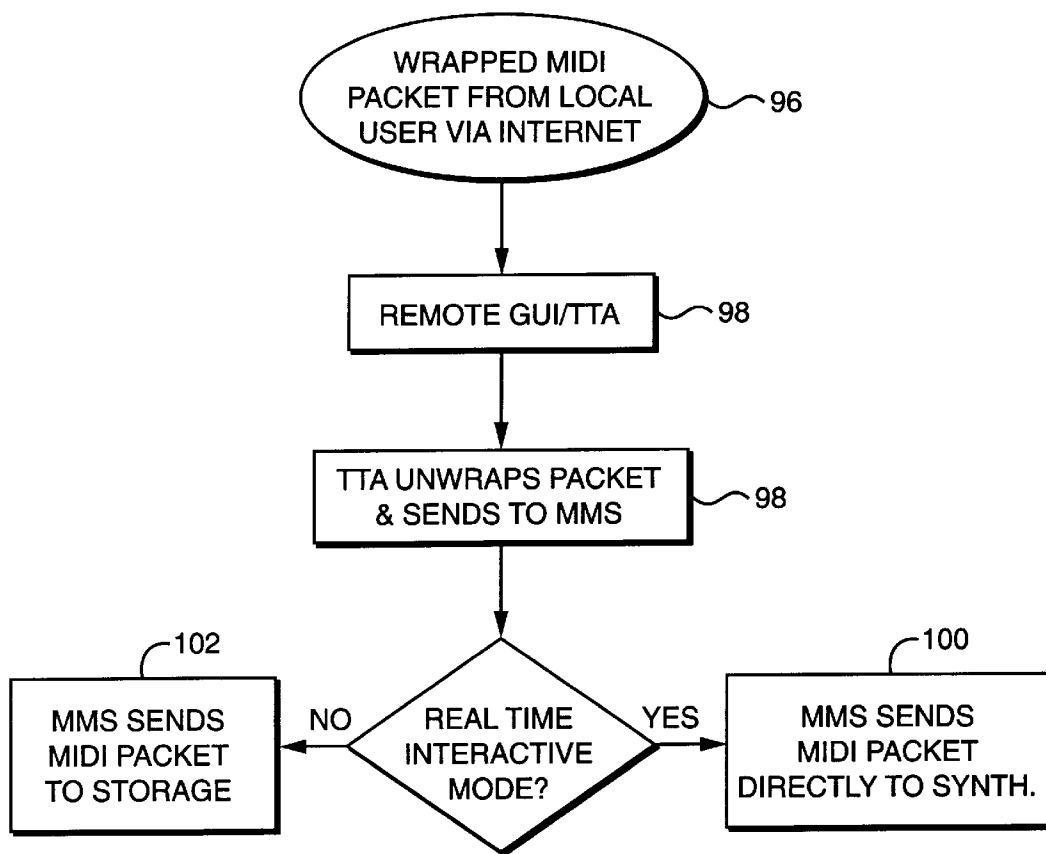 WRAPPED MIDI
PACKET FROM LOCAL
USER VIA INTERNET
96
REMOTE GUI/TTA
98
TTA UNWRAPS PACKET
& SENDS TO MMS
98
102
MMS SENDS
MIDI PACKET
TO STORAGE
NO
REAL TIME
INTERACTIVE
MODE?
YES
100
MMS SENDS
MIDI PACKET
DIRECTLY TO SYNTH.